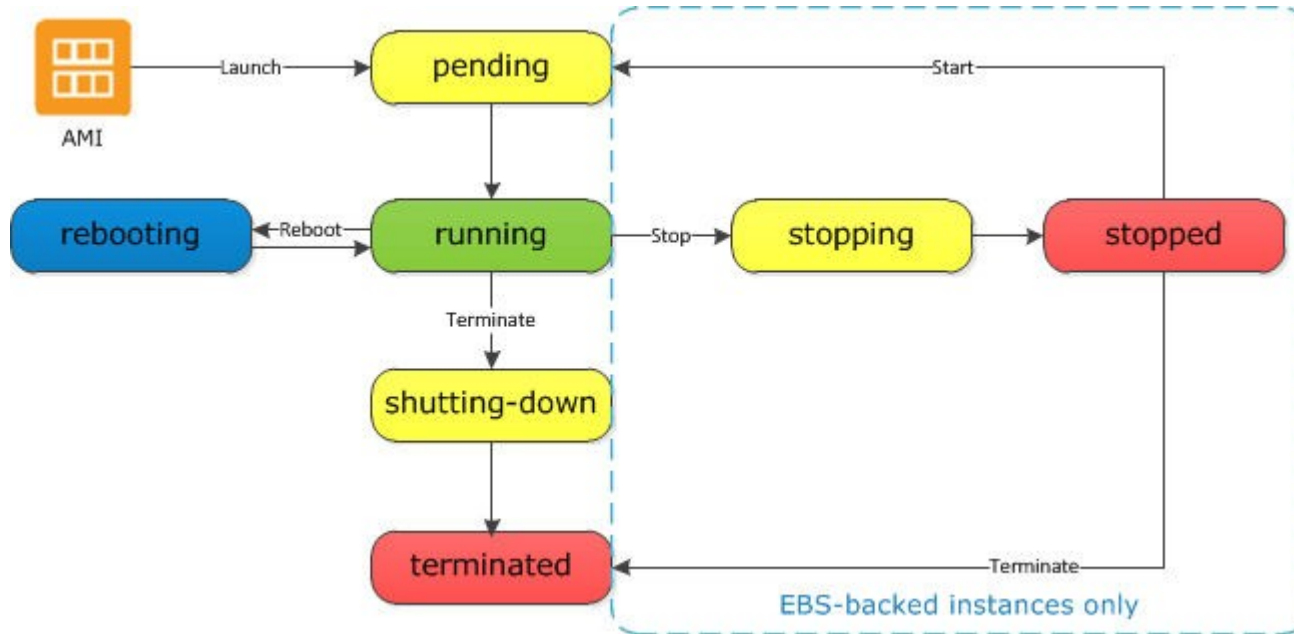 Launch
pending
Start
AMI
rebooting
Reboot
running
Stop
stopping
stopped
Terminate
shutting-down
terminated
Terminate
EBS-backed instances only